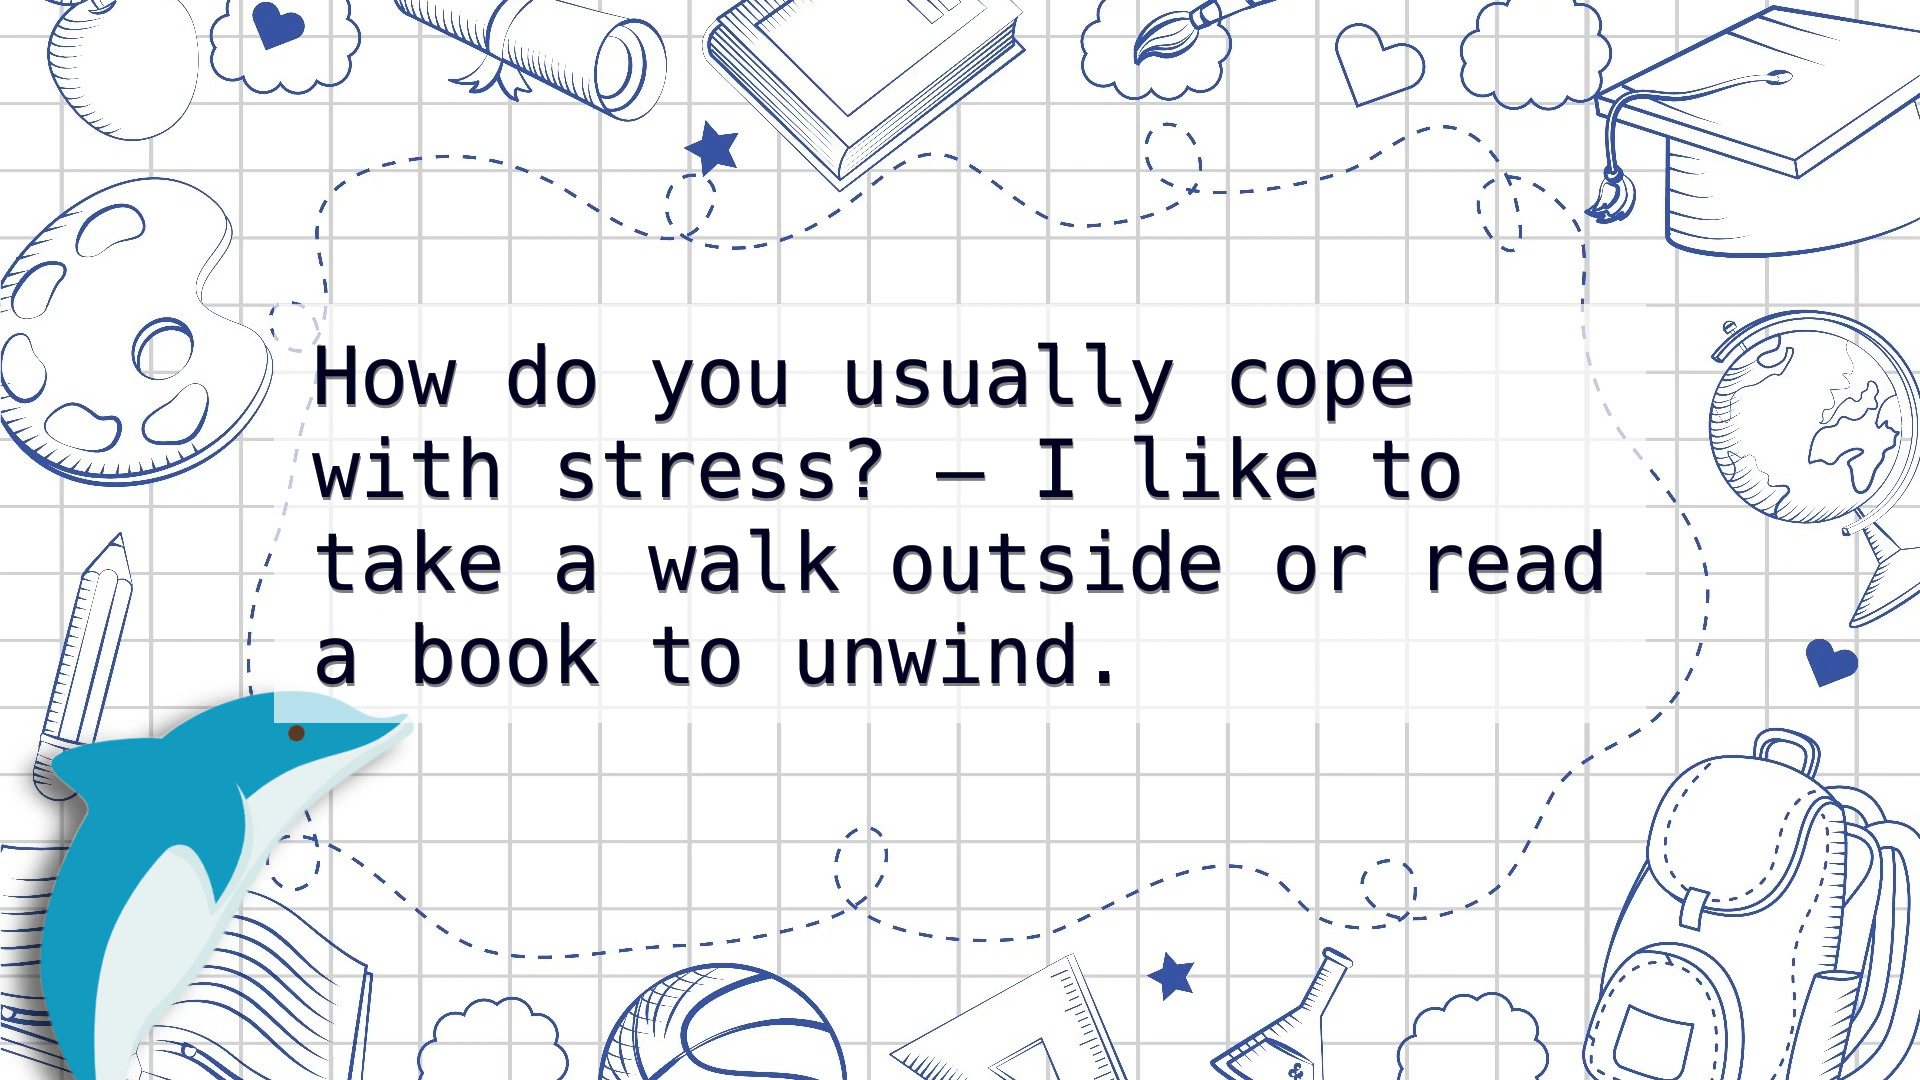 How do you usually cope
with stress? – I like to
take a walk outside or read
a book to unwind.